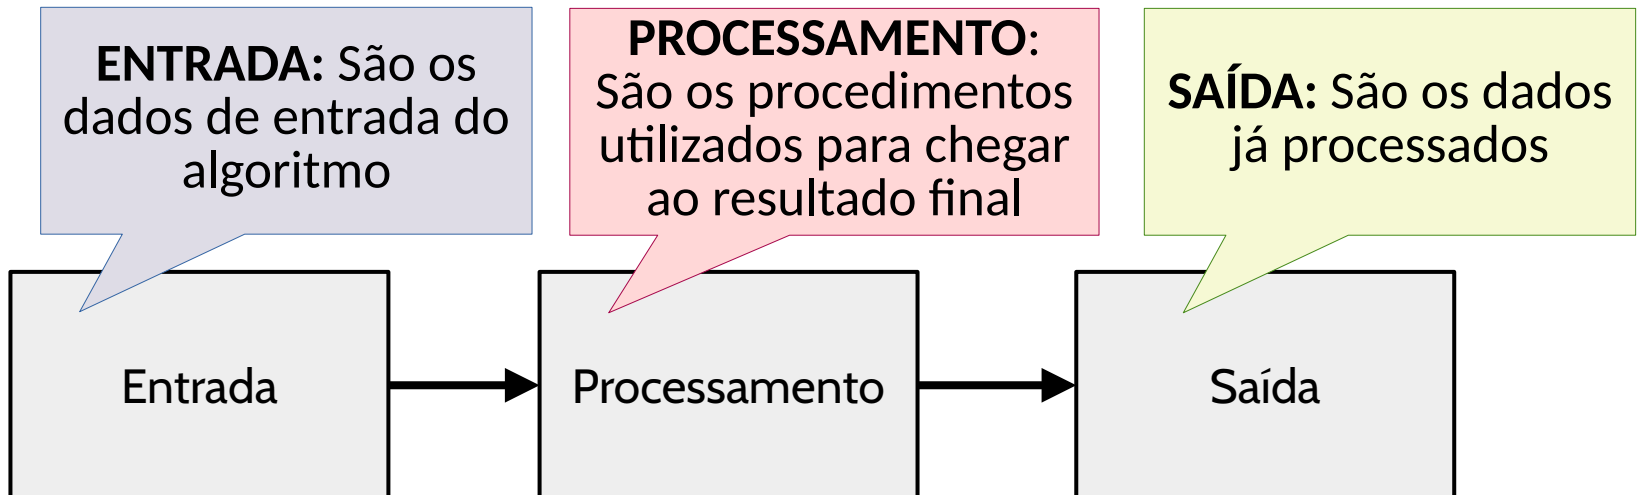 ENTRADA: São os
dados de entrada do
algoritmo
PROCESSAMENTO:
São os procedimentos
utilizados para chegar
ao resultado final
SAÍDA: São os dados
já processados
Entrada
Processamento
Saída